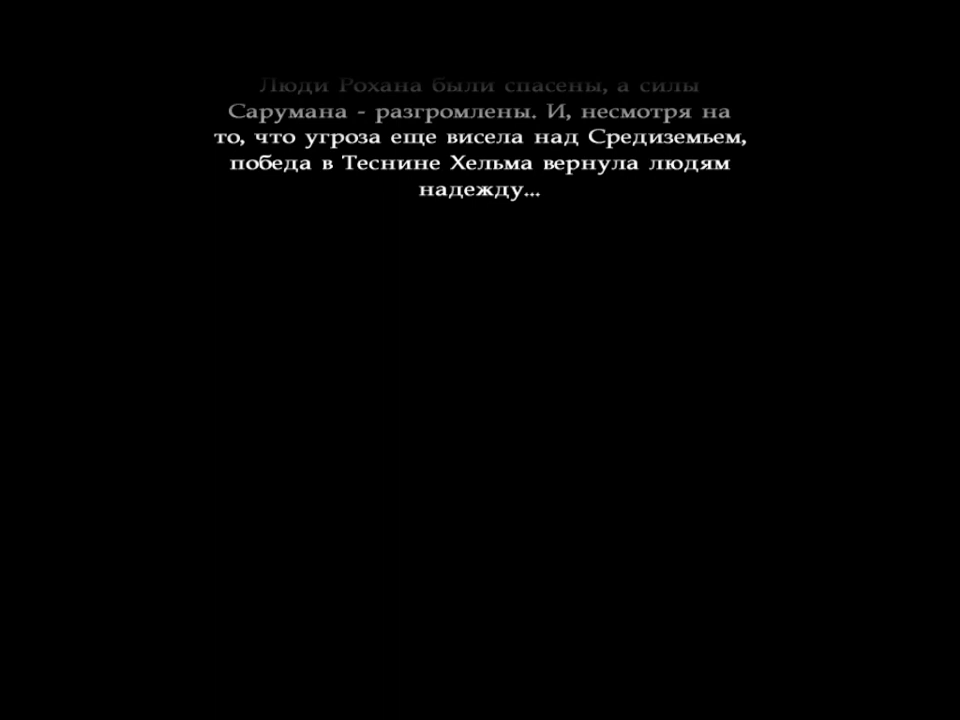 Люди Рохана были спасены, а силы
Сарумана - разгромлены. И, несмотря на
то, что угроза еще висела над Средиземьем,
победа в Теснине Хельма вернула людям
надежду...